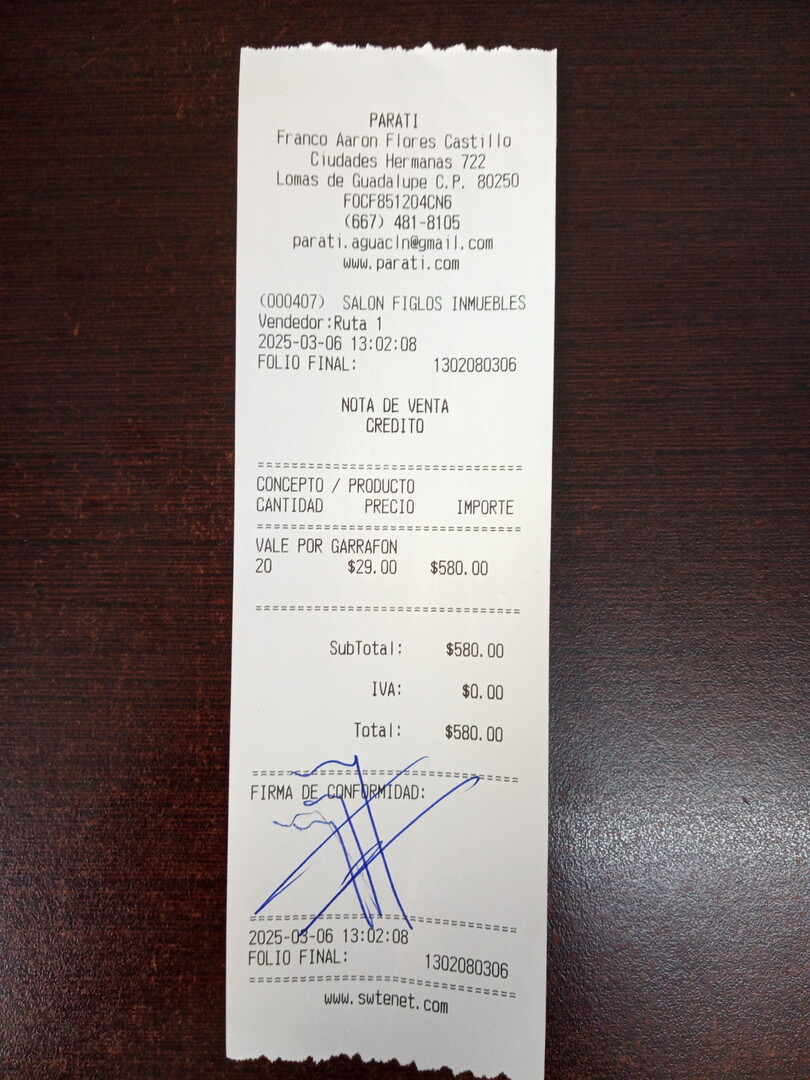 PARATI
Franco Aaron Flores Castillo
Ciudades Hermanas 722
Lomas de Guadalupe C.P. 80250
FOCF851204CN6
(667) 481-8105
parati.aguacln@gmail.com
www.parati.com
(000407) SALON FIGLOS INMUEBLES
Vendedor:Ruta 1
2025-03-06 13:02:08
FOLIO FINAL: 1302080306
NOTA DE VENTA
CREDITO
==============================
CONCEPTO / PRODUCTO
CANTIDAD PRECIO IMPORTE
==============================
VALE POR GARRAFON
20 $29.00 $580.00
==============================
SubTotal: $580.00
IVA: $0.00
Total: $580.00
==============================
FIRMA DE CONFORMIDAD:
==============================
2025-03-06 13:02:08
FOLIO FINAL: 1302080306
==============================
www.swtenet.com